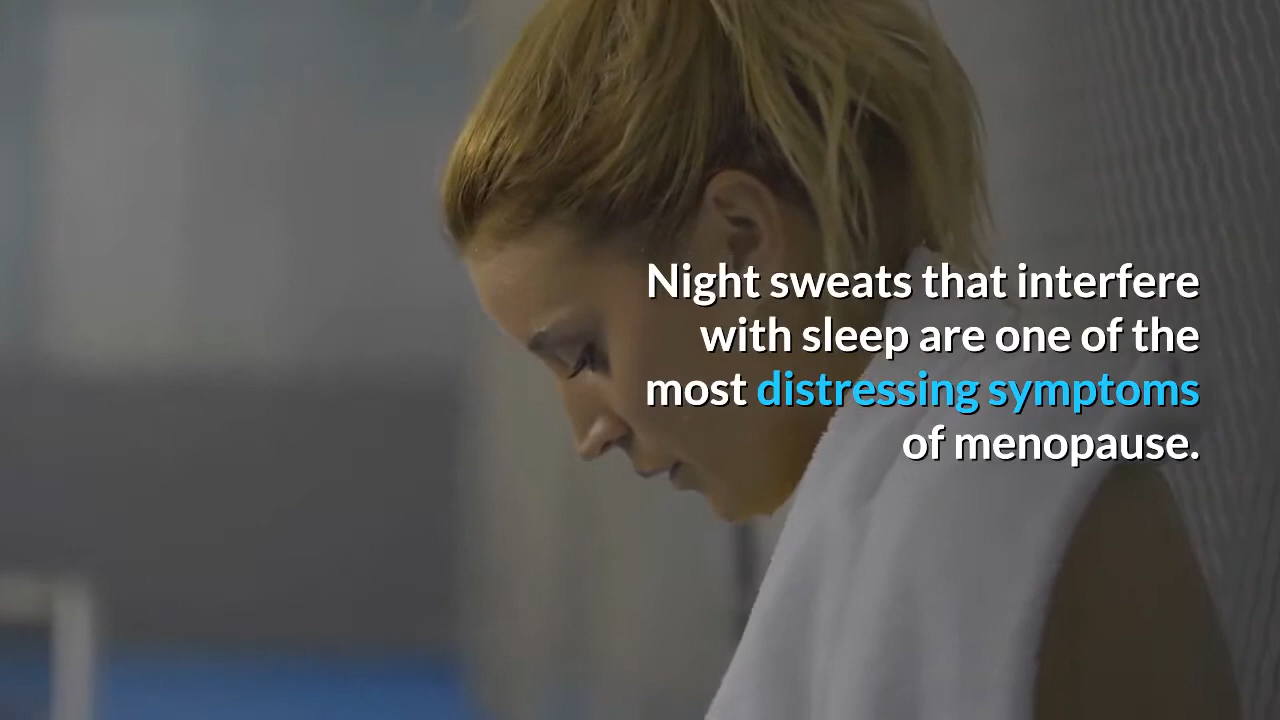 Night sweats that interfere
with sleep are one of the
most distressing symptoms
of menopause.